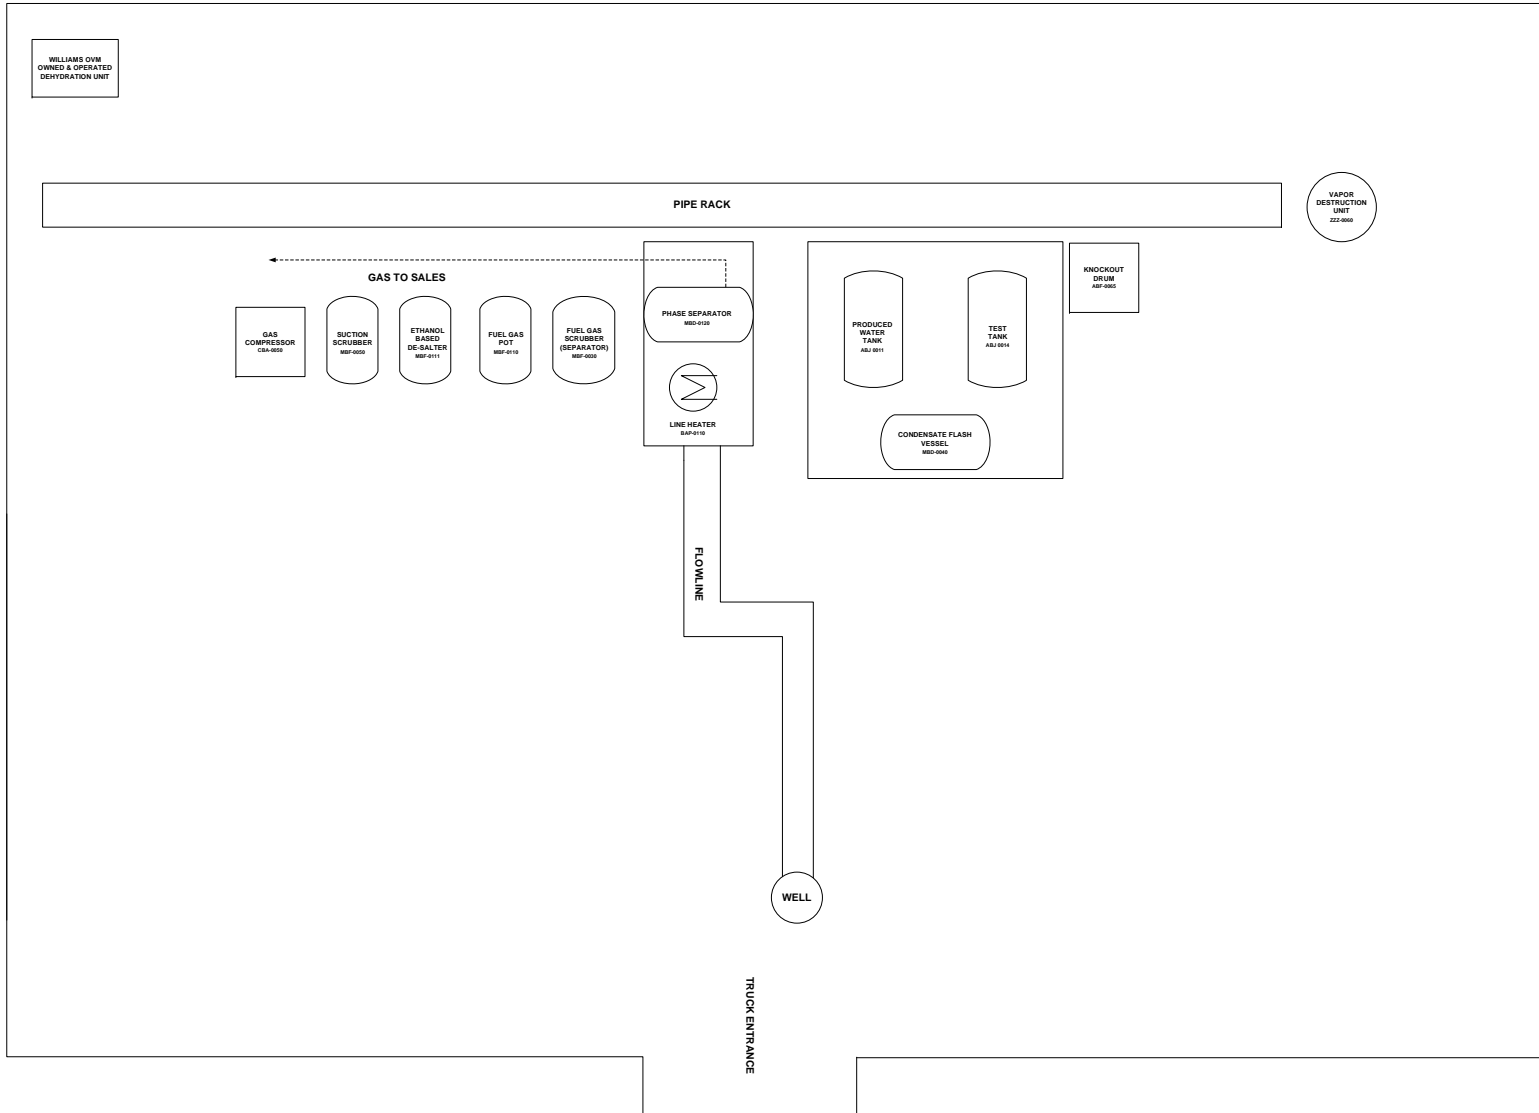 WILLIAMS OVM
OWNED & OPERATED
DEHYDRATION UNIT
PIPE RACK
VAPOR
DESTRUCTION
UNIT
ZZZ-0060
GAS TO SALES
GAS
COMPRESSOR
CBA-0050
SUCTION
SCRUBBER
MBF-0050
ETHANOL
BASED
DE-SALTER
MBF-0111
FUEL GAS
POT
MBF-0110
FUEL GAS
SCRUBBER
(SEPARATOR)
MBF-0030
PHASE SEPARATOR
MBD-0120
LINE HEATER
BAP-0110
PRODUCED
WATER
TANK
ABJ 0011
TEST
TANK
ABJ 0014
CONDENSATE FLASH
VESSEL
MBD-0040
KNOCKOUT
DRUM
ABF-0065
FLOWLINE
WELL
TRUCK ENTRANCE